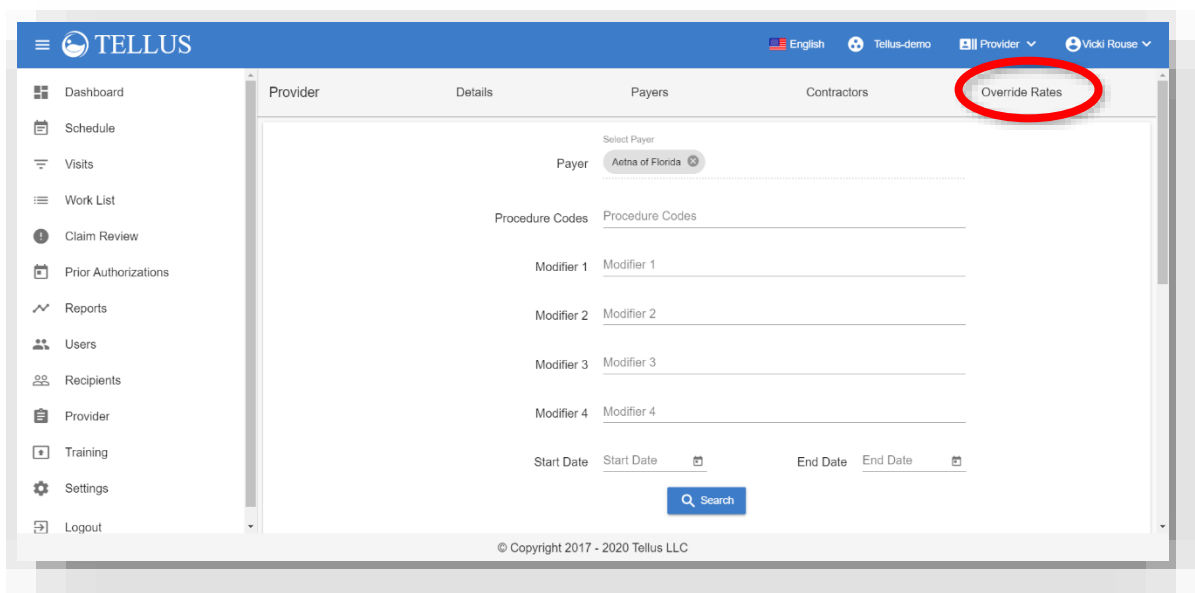 TELLUS
English
Tellus-demo
Provider
Vicki Rouse
Dashboard
Schedule
Visits
Work List
Claim Review
Prior Authorizations
Reports
Users
Recipients
Provider
Training
Settings
Logout
Provider Details Payers Contractors Override Rates
Select Payer
Payer Aetna of Florida
Procedure Codes Procedure Codes
Modifier 1 Modifier 1
Modifier 2 Modifier 2
Modifier 3 Modifier 3
Modifier 4 Modifier 4
Start Date Start Date End Date End Date
Search
© Copyright 2017 - 2020 Tellus LLC